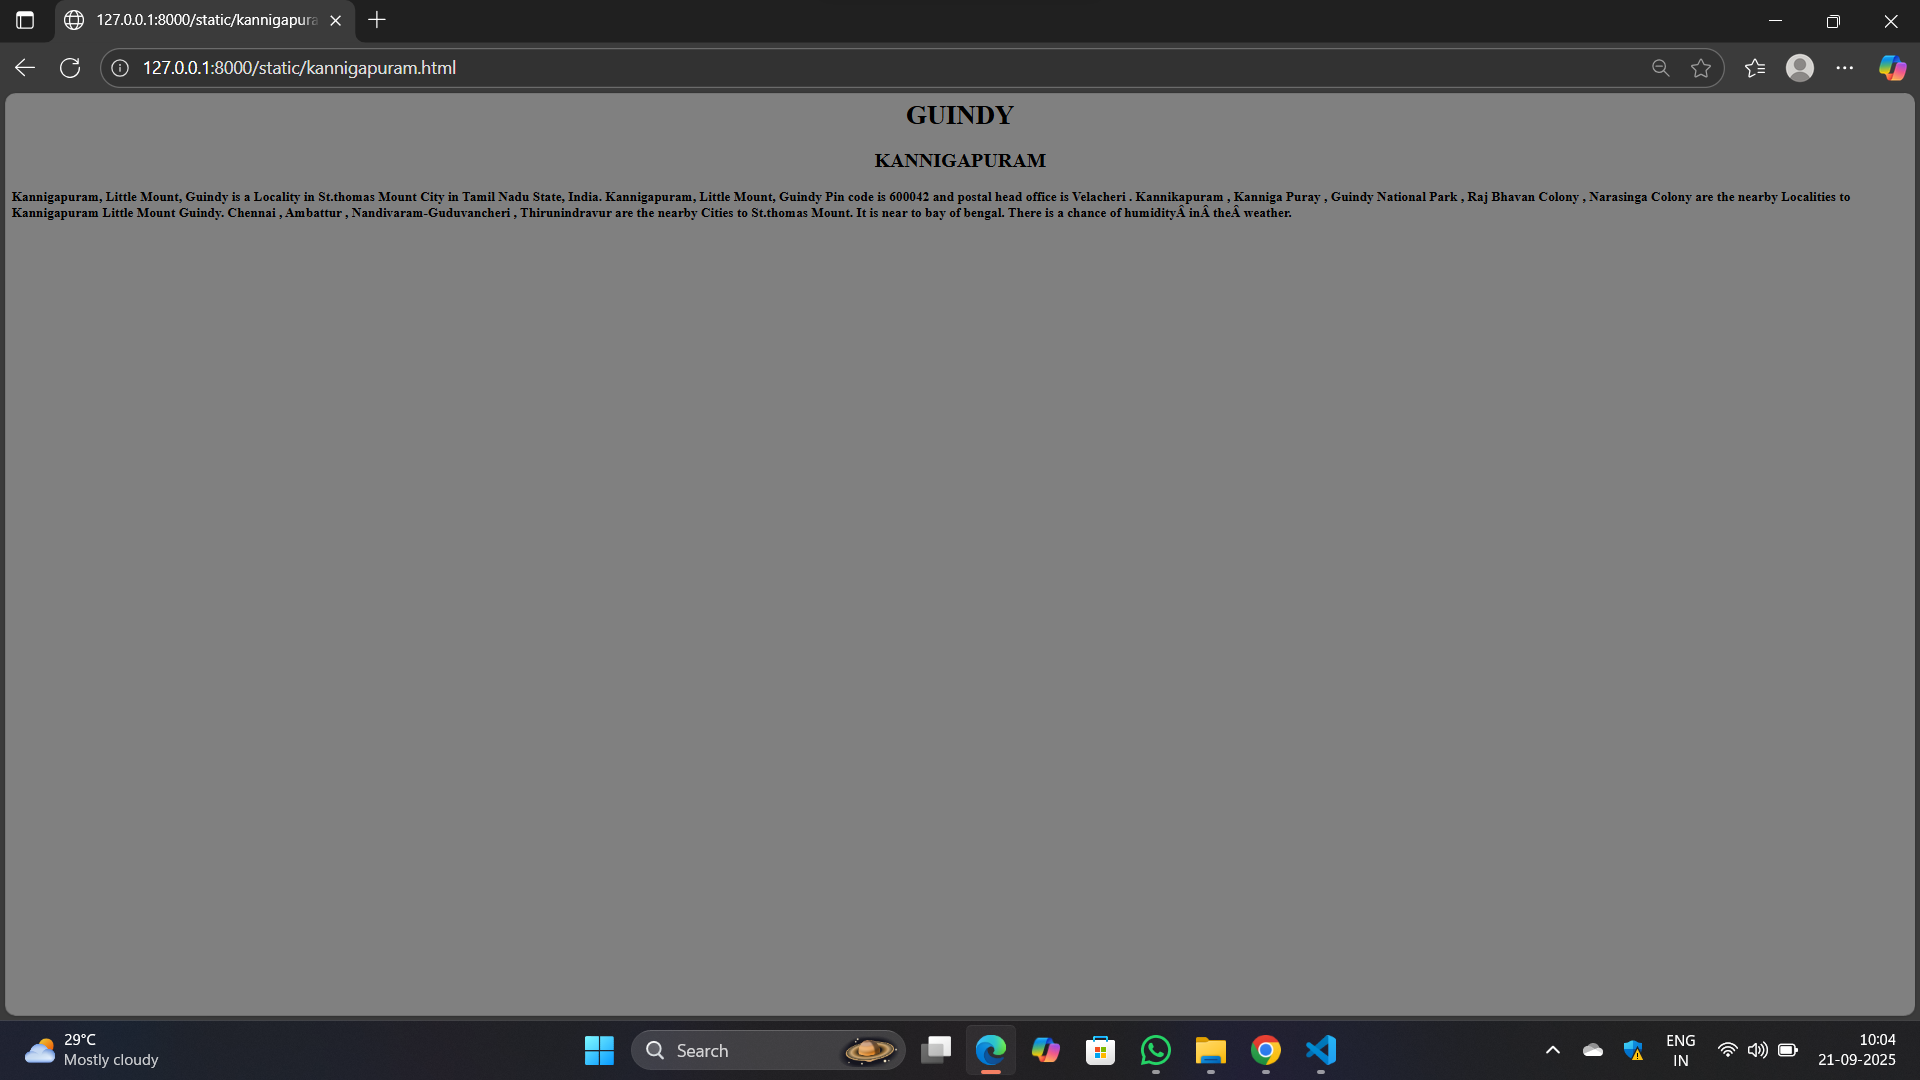 127.0.0.1:8000/static/kannigapura
127.0.0.1:8000/static/kannigapuram.html
GUINDY
KANNIGAPURAM
Kannigapuram, Little Mount, Guindy is a Locality in St.thomas Mount City in Tamil Nadu State, India. Kannigapuram, Little Mount, Guindy Pin code is 600042 and postal head office is Velacheri . Kannikapuram , Kanniga Puray , Guindy National Park , Raj Bhavan Colony , Narasinga Colony are the nearby Localities to
Kannigapuram Little Mount Guindy. Chennai , Ambattur , Nandivaram-Guduvancheri , Thirunindravur are the nearby Cities to St.thomas Mount. It is near to bay of bengal. There is a chance of humidityÂ inÂ theÂ weather.
29°C
Mostly cloudy
Search
ENG
IN
10:04
21-09-2025